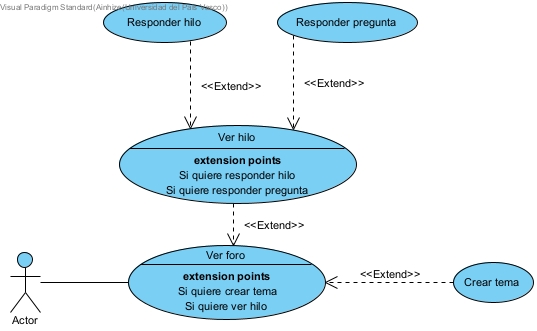 Visual Paradigm Standard(Ainhize(Universidad del Pais Vasco))
Responder hilo
Responder pregunta
<<Extend>>
<<Extend>>
Ver hilo
extension points
Si quiere responder hilo
Si quiere responder pregunta
<<Extend>>
Ver foro
extension points
Si quiere crear tema
Si quiere ver hilo
<<Extend>>
Crear tema
Actor